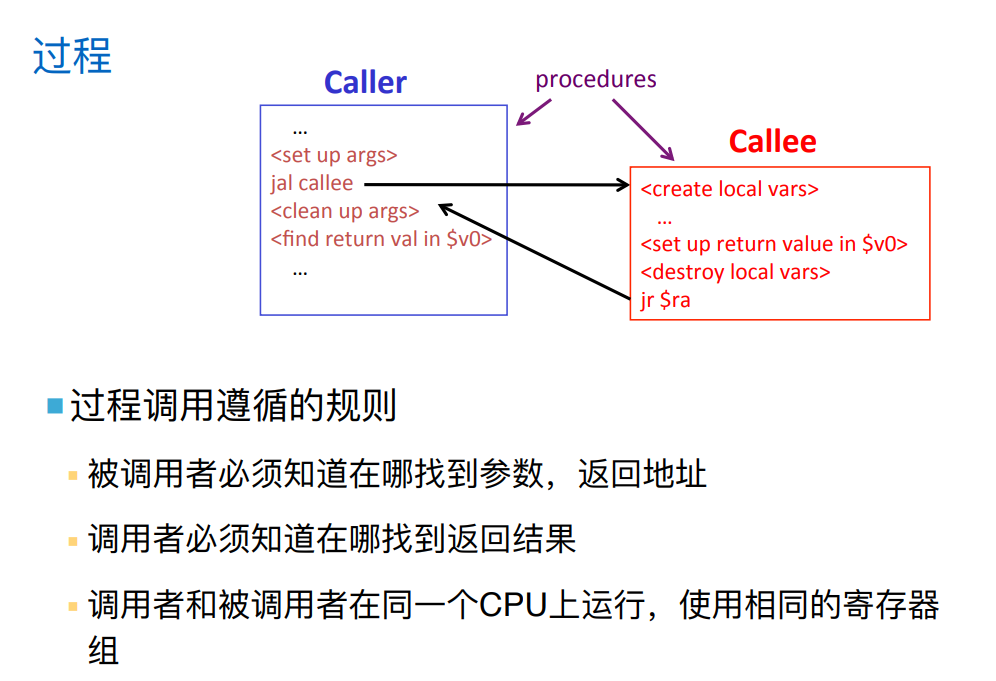 过程
Caller
procedures
Callee
...
<set up args>
jal callee
<clean up args>
<find return val in $v0>
...
<create local vars>
...
<set up return value in $v0>
<destroy local vars>
jr $ra
过程调用遵循的规则
被调用者必须知道在哪找到参数，返回地址
调用者必须知道在哪找到返回结果
调用者和被调用者在同一个CPU上运行，使用相同的寄存器
组